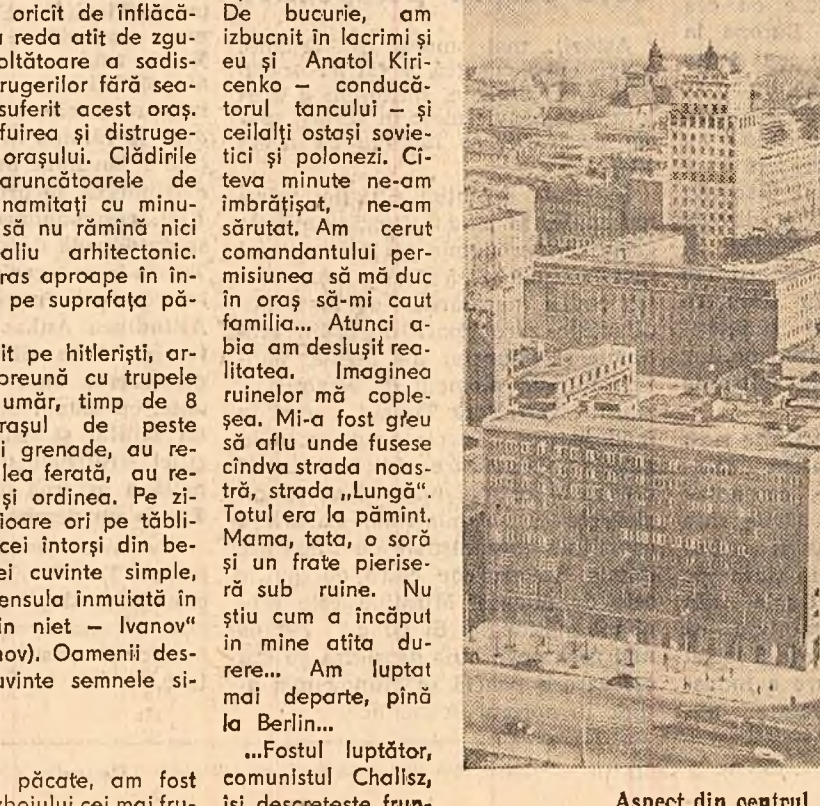 oricît de înflăcă-
reda atît de zgu-
oltătoare a sadis-
rugerilor fără sea-
suferit acest oraș.
fuirea și distruge-
orașului. Clădirile
aruncătoarele de
namitați cu minu-
să nu rămînă nici
aliu arhitectonic.
ras aproape în în-
pe suprafața pă-
it pe hitleriști, ar-
preună cu trupele
umăr, timp de 8
rașul de peste
i grenade, au re-
lea ferată, au re-
și ordinea. Pe zi-
ioare ori pe tăbli-
cei întorși din be-
ei cuvinte simple,
ensula înmuiată în
in niet — Ivanov"
nov). Oamenii des-
uvinte semnele si-
păcate, am fost
zboiului cei mai fru-
De bucurie, am
izbucnit în lacrimi și
eu și Anatol Kiri-
cenko — conducă-
torul tancului — și
ceilalți ostași sovie-
tici și polonezi. Cî-
teva minute ne-am
îmbrățișat, ne-am
sărutat. Am cerut
comandantului per-
misiunea să mă duc
în oraș să-mi caut
familia... Atunci a-
bia am deslușit rea-
litatea. Imaginea
ruinelor mă cople-
șea. Mi-a fost greu
să aflu unde fusese
cîndva strada noas-
tră, strada „Lungă".
Totul era la pămînt.
Mama, tata, o soră
și un frate pierise-
ră sub ruine. Nu
știu cum a încăput
in mine atîta du-
rere... Am luptat
mai departe, pînă
la Berlin...
...Fostul luptător,
comunistul Chalisz,
își descrețește frun-
Aspect din centrul